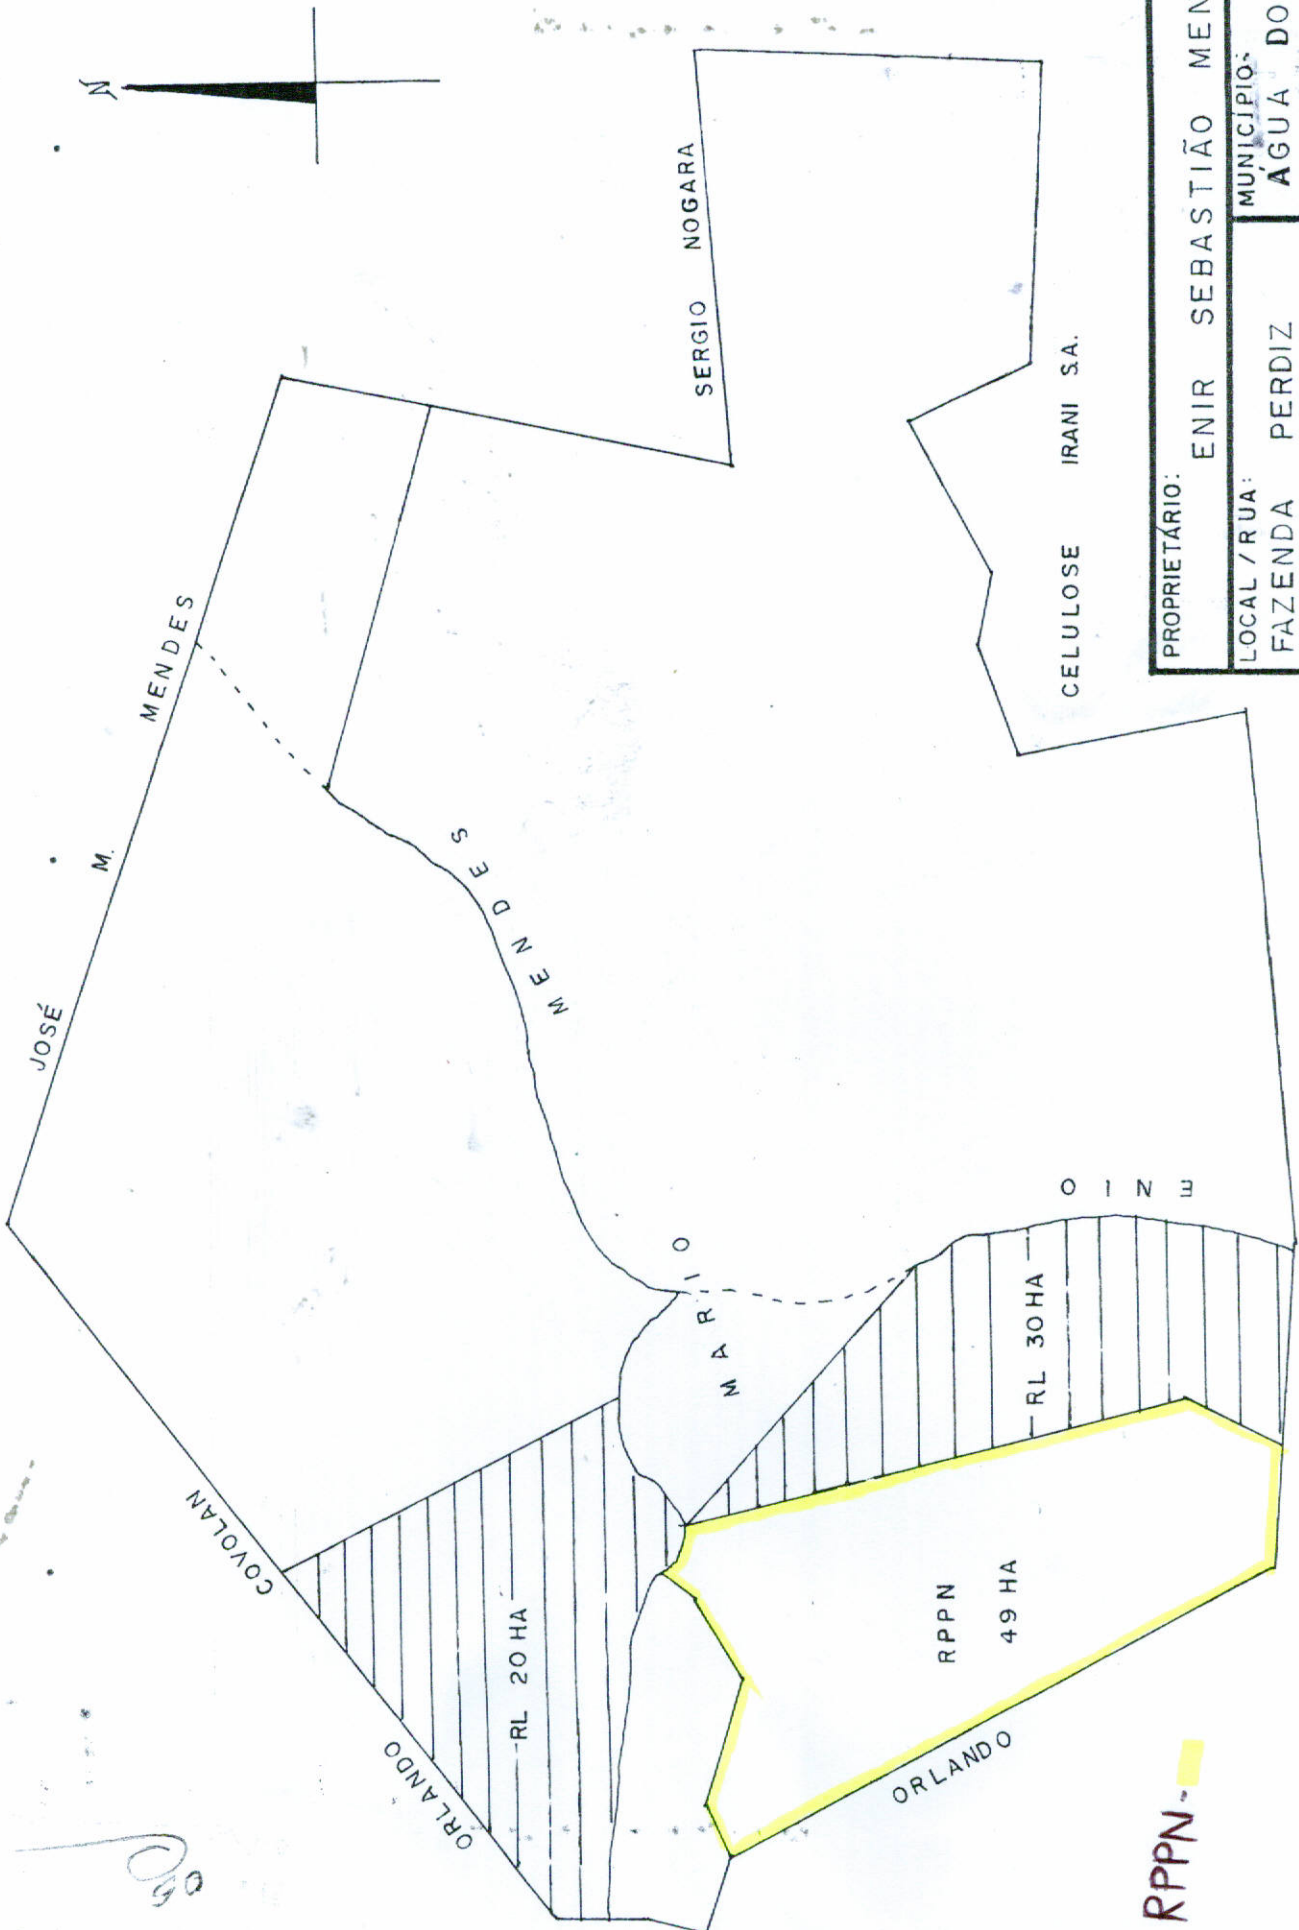 N
JOSÉ M. MENDES
SERGIO NOGARA
MENDES
COVOLAN
ORLANDO
RL 20 HA
MARIO
CELULOSE IRANI S.A.
ENIO
RL 30 HA
RPPN
49 HA
ORLANDO
RPPN-
PROPRIETÁRIO:
ENIR SEBASTIÃO MEN
LOCAL / RUA:
FAZENDA PERDIZ
MUNICÍPIO:
ÁGUA DO